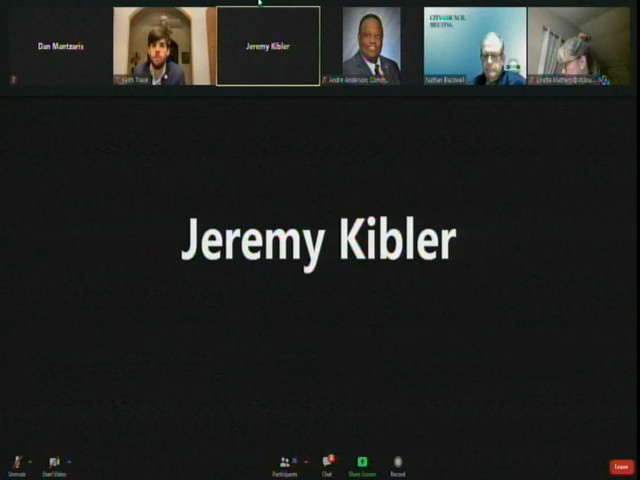 Dan Mantzaris
Keith Trace
Jeremy Kibler
Andre Anderson, Comm...
CITY COUNCIL
MEETING
Nathan Blackwell
Jeremy Kibler
Unmute
Start Video
Participants
Chat
Share Screen
Record
Leave